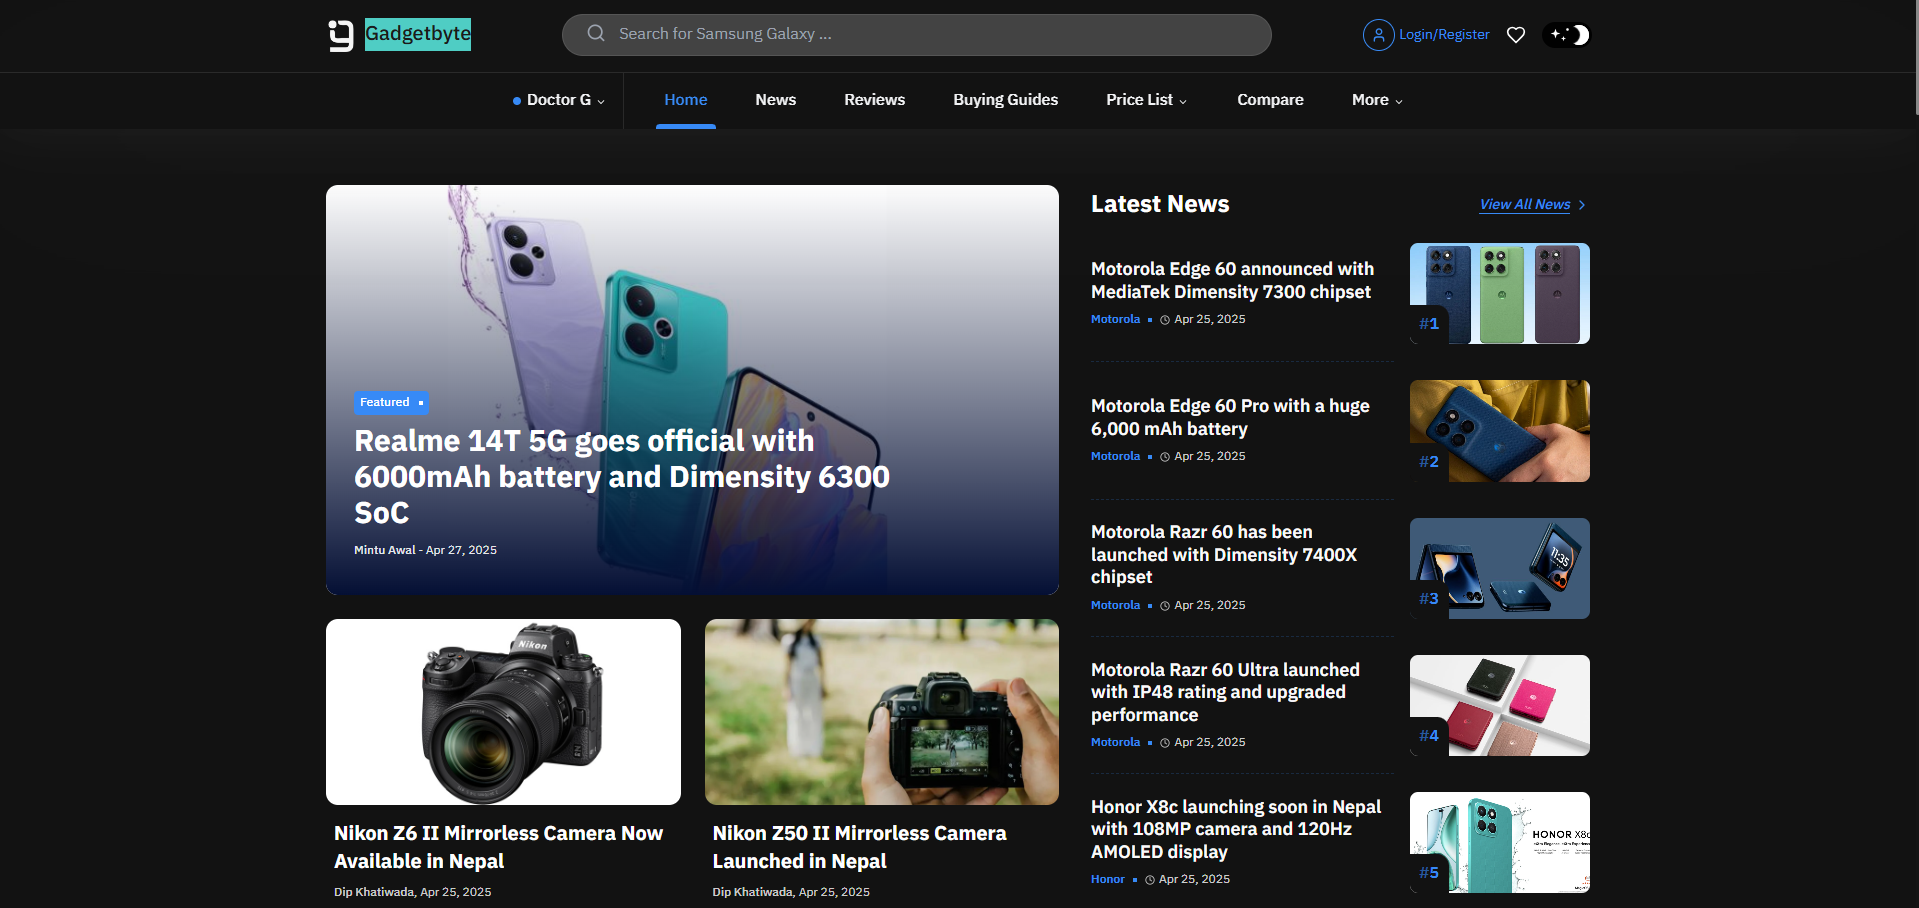 Gadgetbyte
Search for Samsung Galaxy ...
Login/Register
Doctor G
Home
News
Reviews
Buying Guides
Price List
Compare
More
Featured
Realme 14T 5G goes official with
6000mAh battery and Dimensity 6300
SoC
Mintu Awal - Apr 27, 2025
Nikon
Nikon Z6 II Mirrorless Camera Now
Available in Nepal
Dip Khatiwada, Apr 25, 2025
Nikon Z50 II Mirrorless Camera
Launched in Nepal
Dip Khatiwada, Apr 25, 2025
Latest News
View All News
Motorola Edge 60 announced with
MediaTek Dimensity 7300 chipset
Motorola Apr 25, 2025
#1
Motorola Edge 60 Pro with a huge
6,000 mAh battery
Motorola Apr 25, 2025
#2
Motorola Razr 60 has been
launched with Dimensity 7400X
chipset
Motorola Apr 25, 2025
11:35
#3
Motorola Razr 60 Ultra launched
with IP48 rating and upgraded
performance
Motorola Apr 25, 2025
#4
Honor X8c launching soon in Nepal
with 108MP camera and 120Hz
AMOLED display
Honor Apr 25, 2025
HONOR X8c
#5